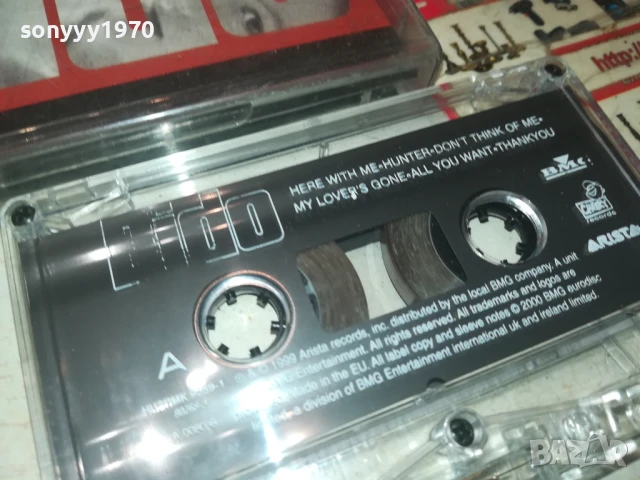 sonyyy1970
http:
HERE WITH ME•HUNTER•DON'T THINK OF ME•
MY LOVER'S GONE•ALL YOU WANT•THANKYOU
BMG
CHEEKY
records
ARISTA
A
1999 Arista records, inc. distributed by the local BMG company. A unit
Entertainment. All rights reserved. All trademarks and logos are
Made in the EU. All label copy and sleeve notes © 2000 BMG eurodisc
a division of BMG Entertainment international uk and ireland limited.
BAZAR